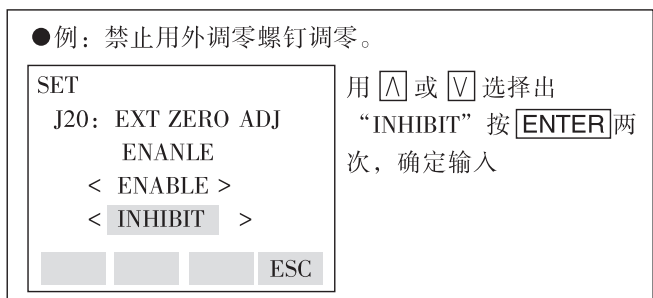 ●例：禁止用外调零螺钉调零。
SET
J20：EXT ZERO ADJ
ENANLE
< ENABLE >
< INHIBIT >
ESC
用 ∧ 或 ∨ 选择出
“INHIBIT”按 ENTER 两
次，确定输入